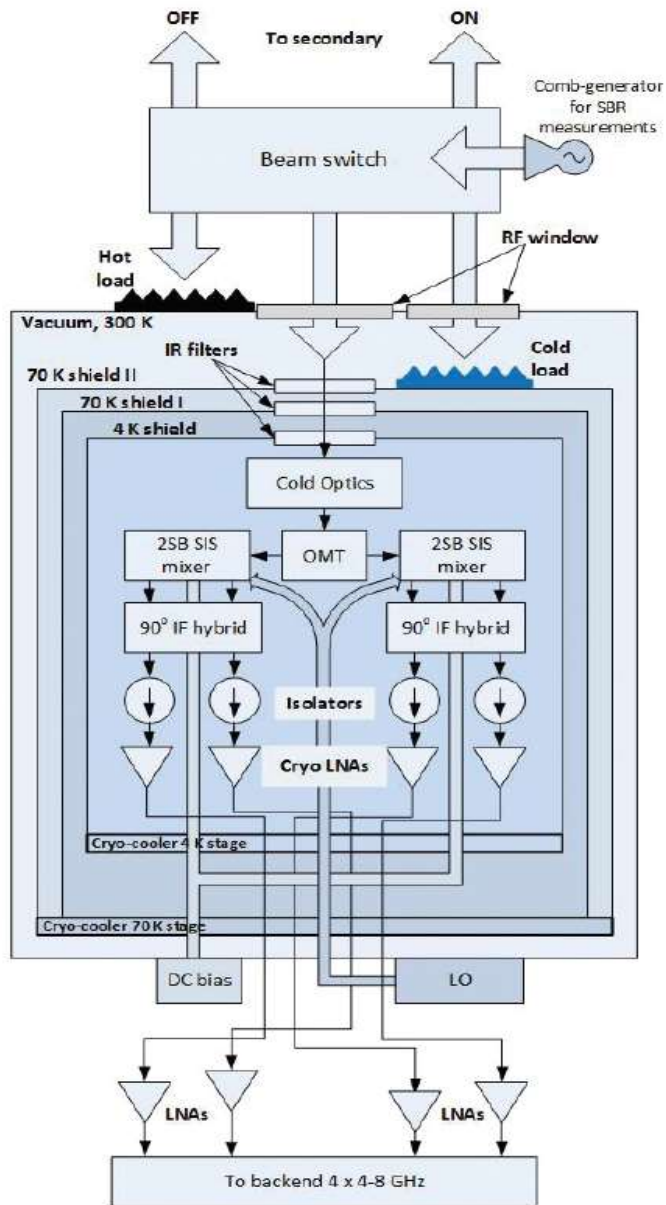 OFF
To secondary
ON
Comb-generator
for SBR
measurements
Beam switch
Hot
load
RF window
Vacuum, 300 K
IR filters
Cold
load
70 K shield II
70 K shield I
4 K shield
Cold Optics
2SB SIS
mixer
OMT
2SB SIS
mixer
90° IF hybrid
90° IF hybrid
Isolators
Cryo LNAs
Cryo-cooler 4 K stage
Cryo-cooler 70 K stage
DC bias
LO
LNAs
LNAs
To backend 4 x 4-8 GHz